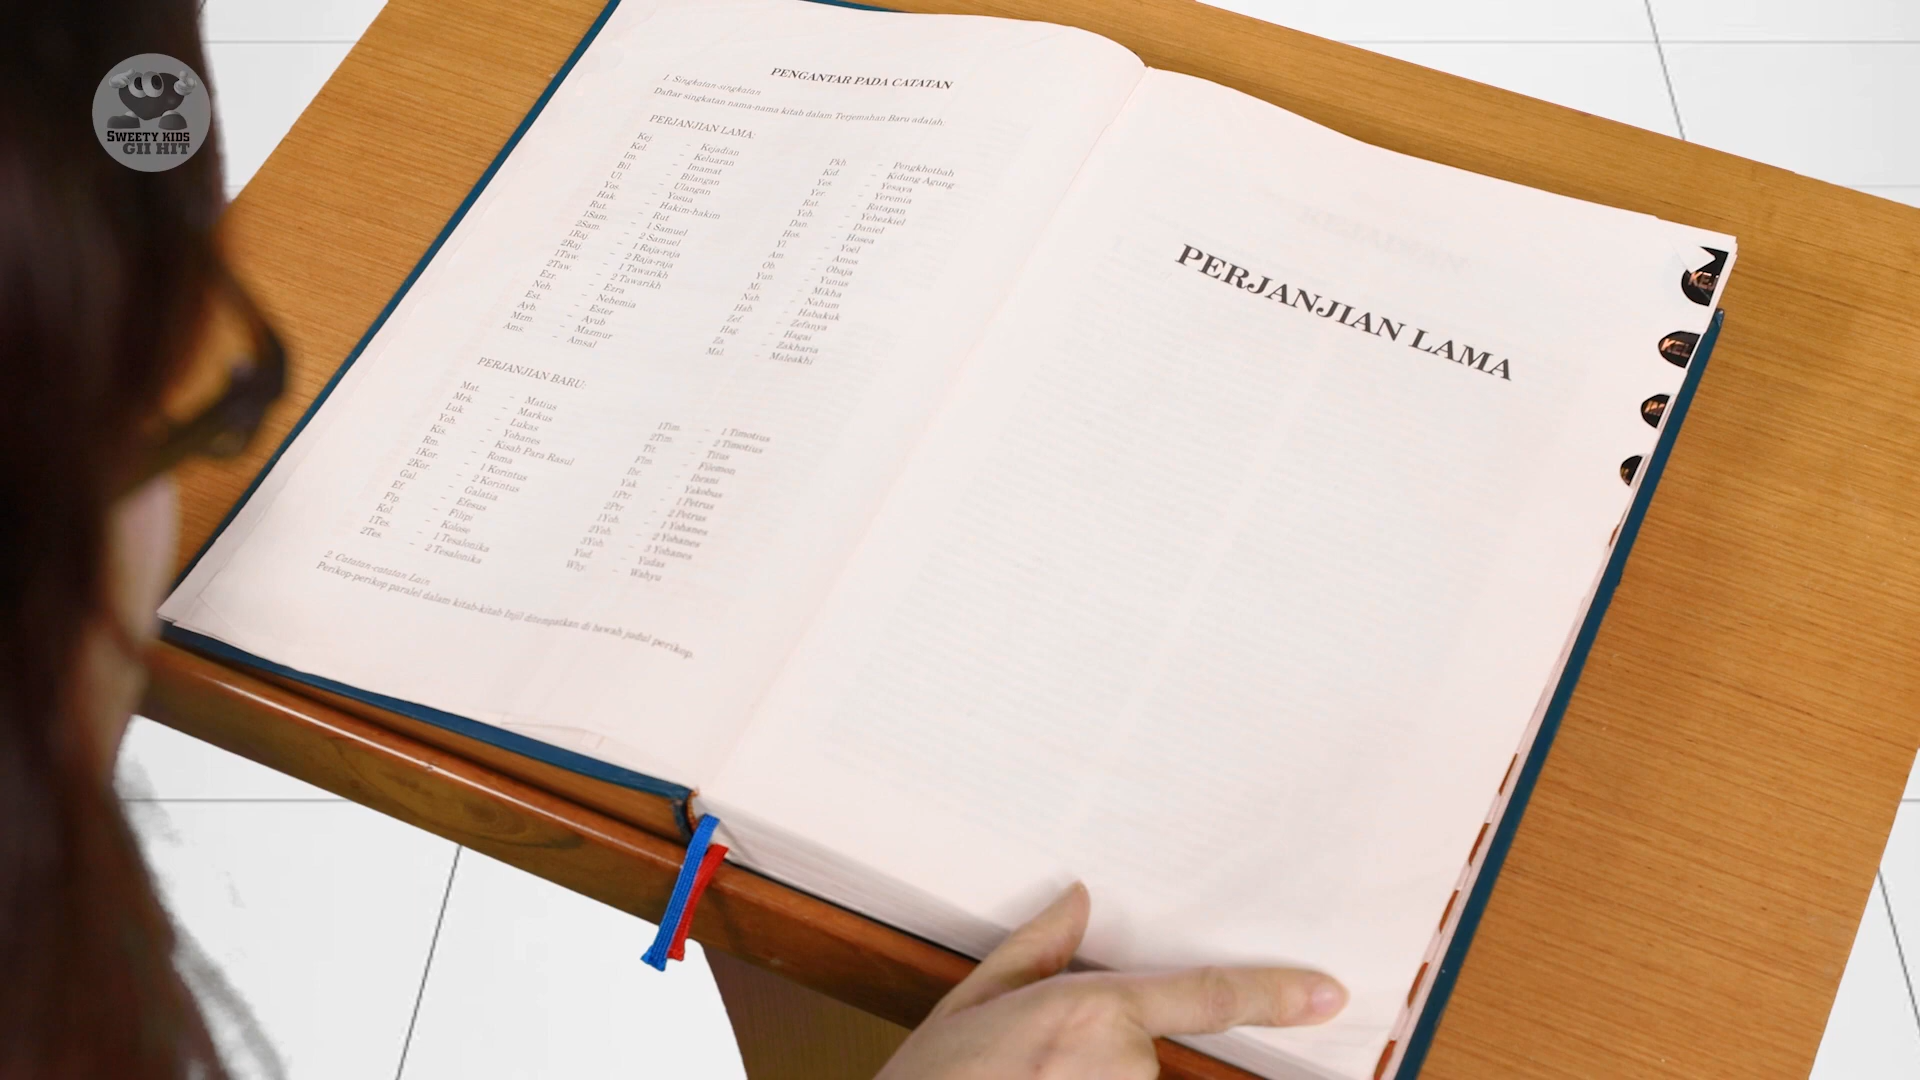 SWEETY KIDS
GII HIT
PENGANTAR PADA CATATAN
1. Singkatan-singkatan
Daftar singkatan nama-nama kitab dalam Terjemahan Baru adalah:
PERJANJIAN LAMA:
Kej. – Kejadian
Kel. – Keluaran
Im. – Imamat
Bil. – Bilangan
Ul. – Ulangan
Yos. – Yosua
Hak. – Hakim-hakim
Rut. – Rut
1Sam. – 1 Samuel
2Sam. – 2 Samuel
1Raj. – 1 Raja-raja
2Raj. – 2 Raja-raja
1Taw. – 1 Tawarikh
2Taw. – 2 Tawarikh
Ezr. – Ezra
Neh. – Nehemia
Est. – Ester
Ayb. – Ayub
Mzm. – Mazmur
Ams. – Amsal
Pkh. – Pengkhotbah
Kid. – Kidung Agung
Yes. – Yesaya
Yer. – Yeremia
Rat. – Ratapan
Yeh. – Yehezkiel
Dan. – Daniel
Hos. – Hosea
Yl. – Yoël
Am. – Amos
Ob. – Obaja
Yun. – Yunus
Mi. – Mikha
Nah. – Nahum
Hab. – Habakuk
Zef. – Zefanya
Hag. – Hagai
Za. – Zakharia
Mal. – Maleakhi
PERJANJIAN BARU:
Mat. – Matius
Mrk. – Markus
Luk. – Lukas
Yoh. – Yohanes
Kis. – Kisah Para Rasul
Rm. – Roma
1Kor. – 1 Korintus
2Kor. – 2 Korintus
Gal. – Galatia
Ef. – Efesus
Flp. – Filipi
Kol. – Kolose
1Tes. – 1 Tesalonika
2Tes. – 2 Tesalonika
1Tim. – 1 Timotius
2Tim. – 2 Timotius
Tit. – Titus
Flm. – Filemon
Ibr. – Ibrani
Yak. – Yakobus
1Ptr. – 1 Petrus
2Ptr. – 2 Petrus
1Yoh. – 1 Yohanes
2Yoh. – 2 Yohanes
3Yoh. – 3 Yohanes
Yud. – Yudas
Why. – Wahyu
2. Catatan-catatan Lain
Perikop-perikop paralel dalam kitab-kitab Injil ditempatkan di bawah judul perikop.
PERJANJIAN LAMA
KEJ
KEL
IM